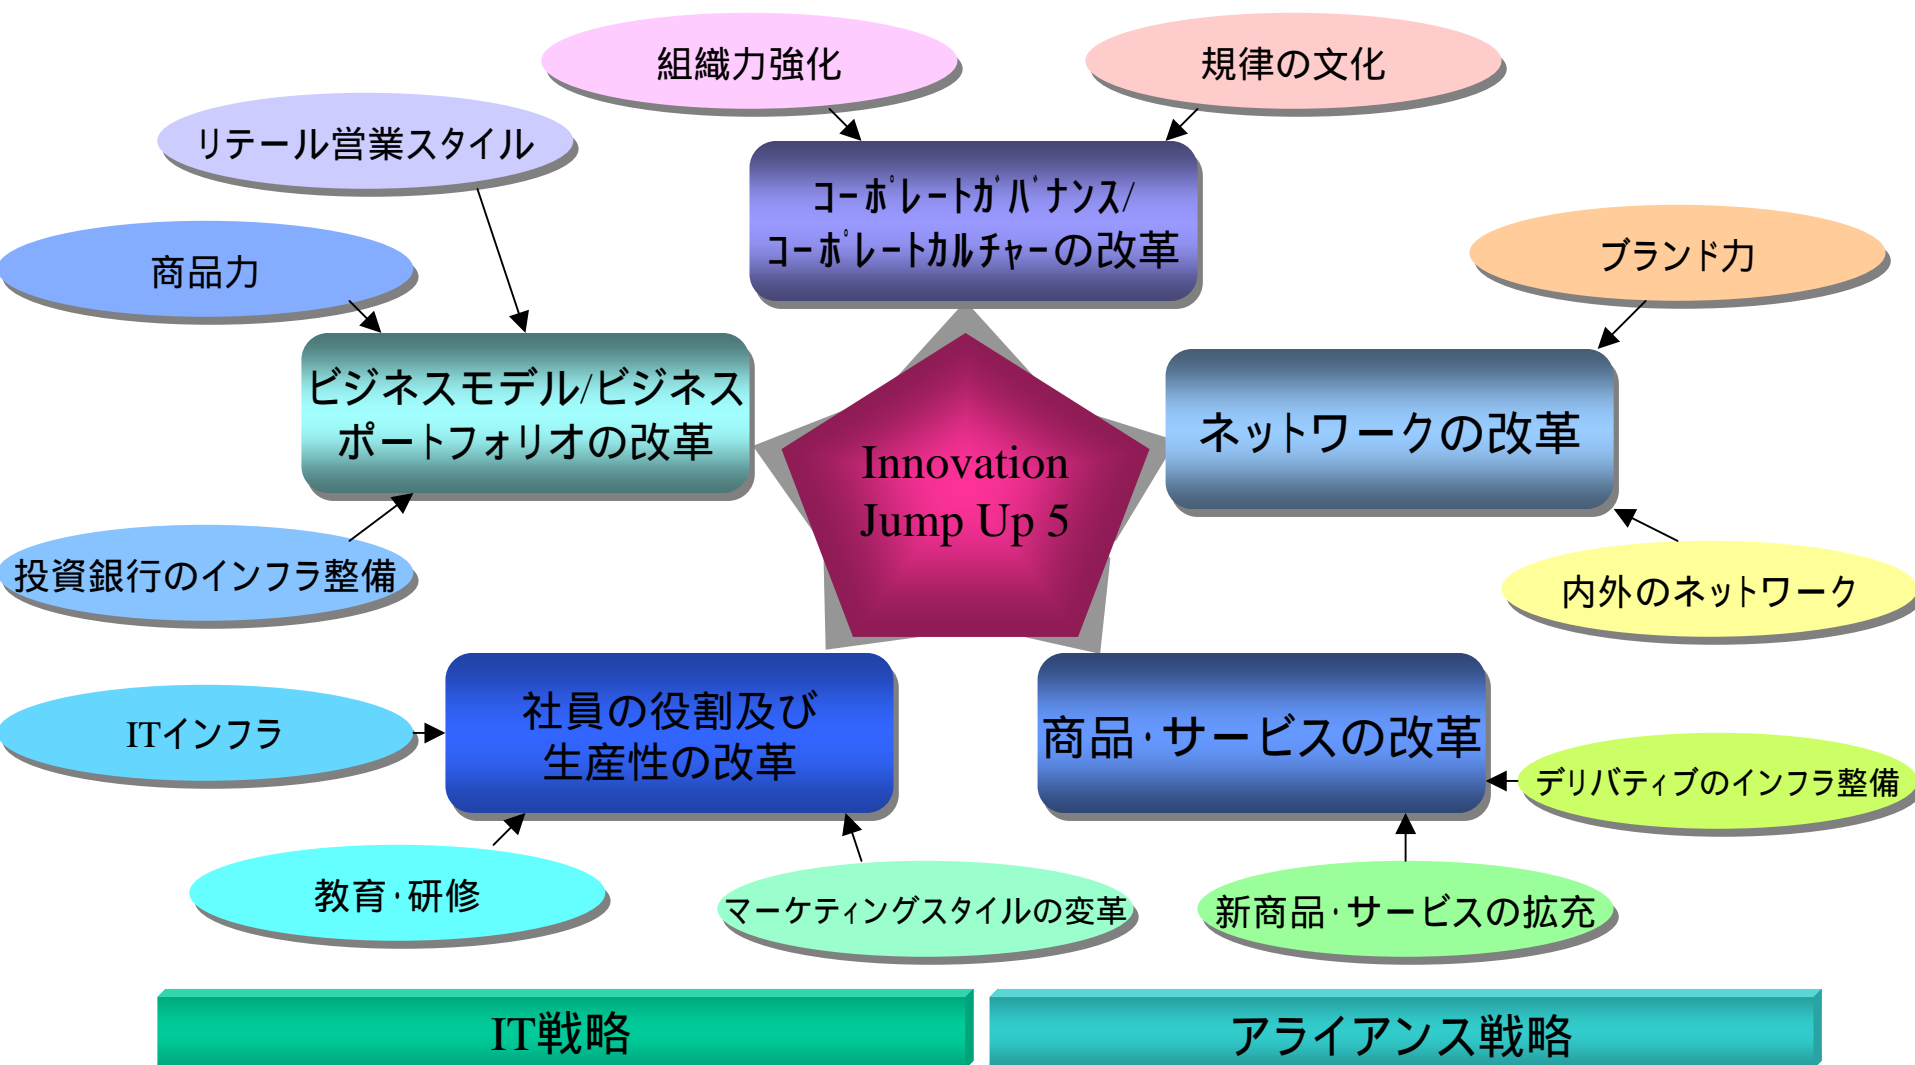 組織力強化
規律の文化
リテール営業スタイル
コーポレートガバナンス/
コーポレートカルチャーの改革
商品力
ブランド力
ビジネスモデル/ビジネス
ポートフォリオの改革
ネットワークの改革
Innovation
Jump Up 5
投資銀行のインフラ整備
内外のネットワーク
ITインフラ
社員の役割及び
生産性の改革
商品・サービスの改革
デリバティブのインフラ整備
教育・研修
マーケティングスタイルの変革
新商品・サービスの拡充
IT戦略
アライアンス戦略